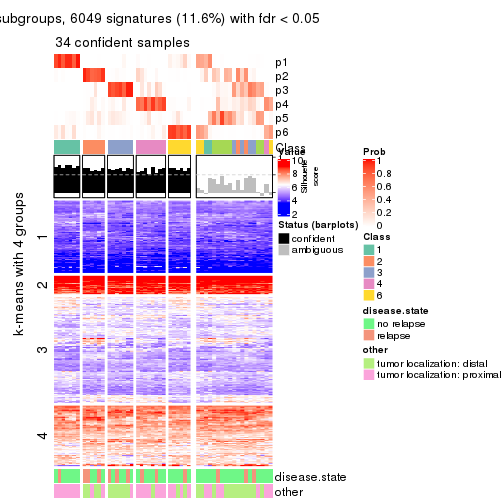 subgroups, 6049 signatures (11.6%) with fdr < 0.05
34 confident samples
p1
p2
p3
p4
p5
p6
Class
Value
10
8
6
4
2
Silhouette
score
Prob
1
0.8
0.6
0.4
0.2
0
Status (barplots)
confident
ambiguous
Class
1
2
3
4
6
disease.state
no relapse
relapse
other
tumor localization: distal
tumor localization: proximal
k-means with 4 groups
1
2
3
4
disease.state
other